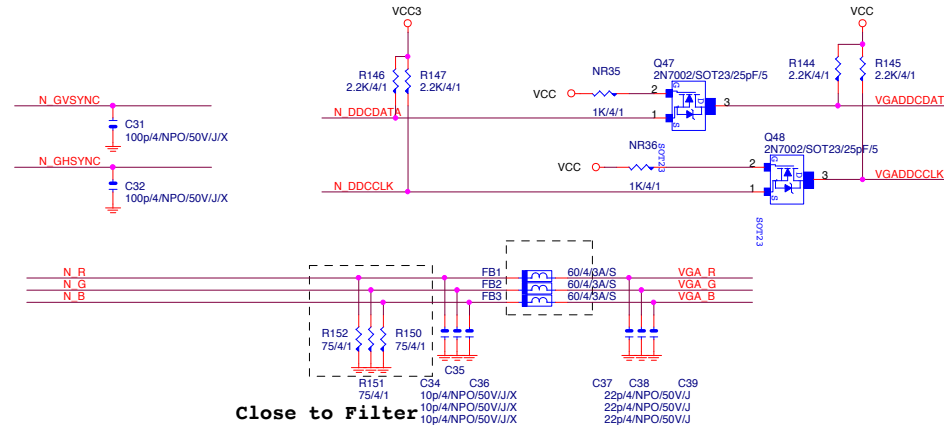 VCC3
VCC
R146
2.2K/4/1
R147
2.2K/4/1
Q47
2N7002/SOT23/25pF/5
R144
2.2K/4/1
R145
2.2K/4/1
NR35
VCC
2
G
D
S
3
1
1K/4/1
N_GVSYNC
N_DDCDATA
VGADDCDAT
C31
100p/4/NPO/50V/J/X
Q48
2N7002/SOT23/25pF/5
SOT23
N_GHSYNC
NR36
VCC
2
G
D
S
3
1
1K/4/1
C32
100p/4/NPO/50V/J/X
N_DDCCLK
VGADDCCLK
SOT23
N_R
FB1
60/4/3A/S
VGA_R
N_G
FB2
60/4/3A/S
VGA_G
N_B
FB3
60/4/3A/S
VGA_B
R152
75/4/1
R150
75/4/1
R151
75/4/1
C35
C34
C36
10p/4/NPO/50V/J/X
10p/4/NPO/50V/J/X
10p/4/NPO/50V/J/X
C37
C38
C39
22p/4/NPO/50V/J
22p/4/NPO/50V/J
22p/4/NPO/50V/J
Close to Filter